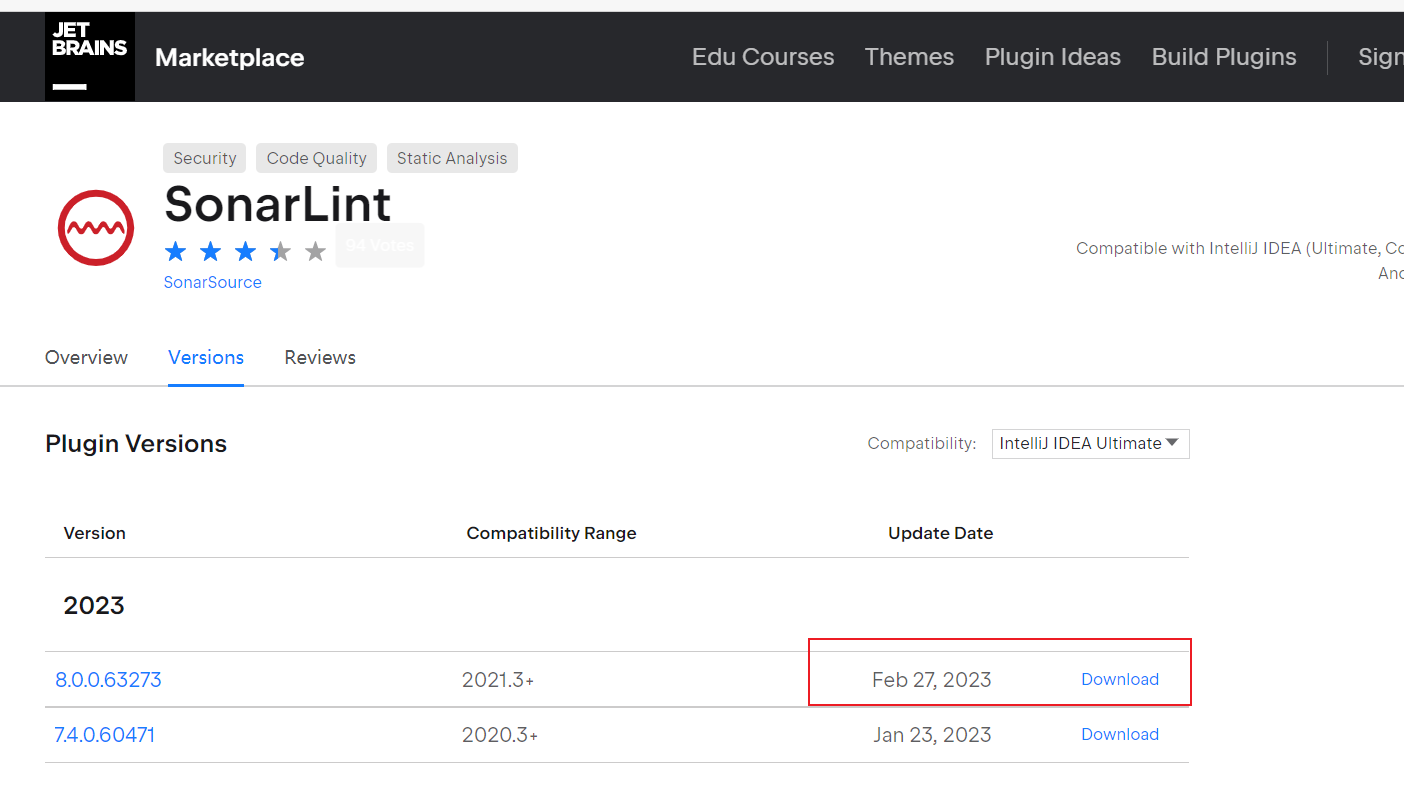 JET
BRAINS
Marketplace
Edu Courses
Themes
Plugin Ideas
Build Plugins
Sign
Security
Code Quality
Static Analysis
SonarLint
94 Votes
SonarSource
Compatible with IntelliJ IDEA (Ultimate, Co
And
Overview
Versions
Reviews
Plugin Versions
Compatibility:
IntelliJ IDEA Ultimate
Version
Compatibility Range
Update Date
2023
8.0.0.63273
2021.3+
Feb 27, 2023
Download
7.4.0.60471
2020.3+
Jan 23, 2023
Download